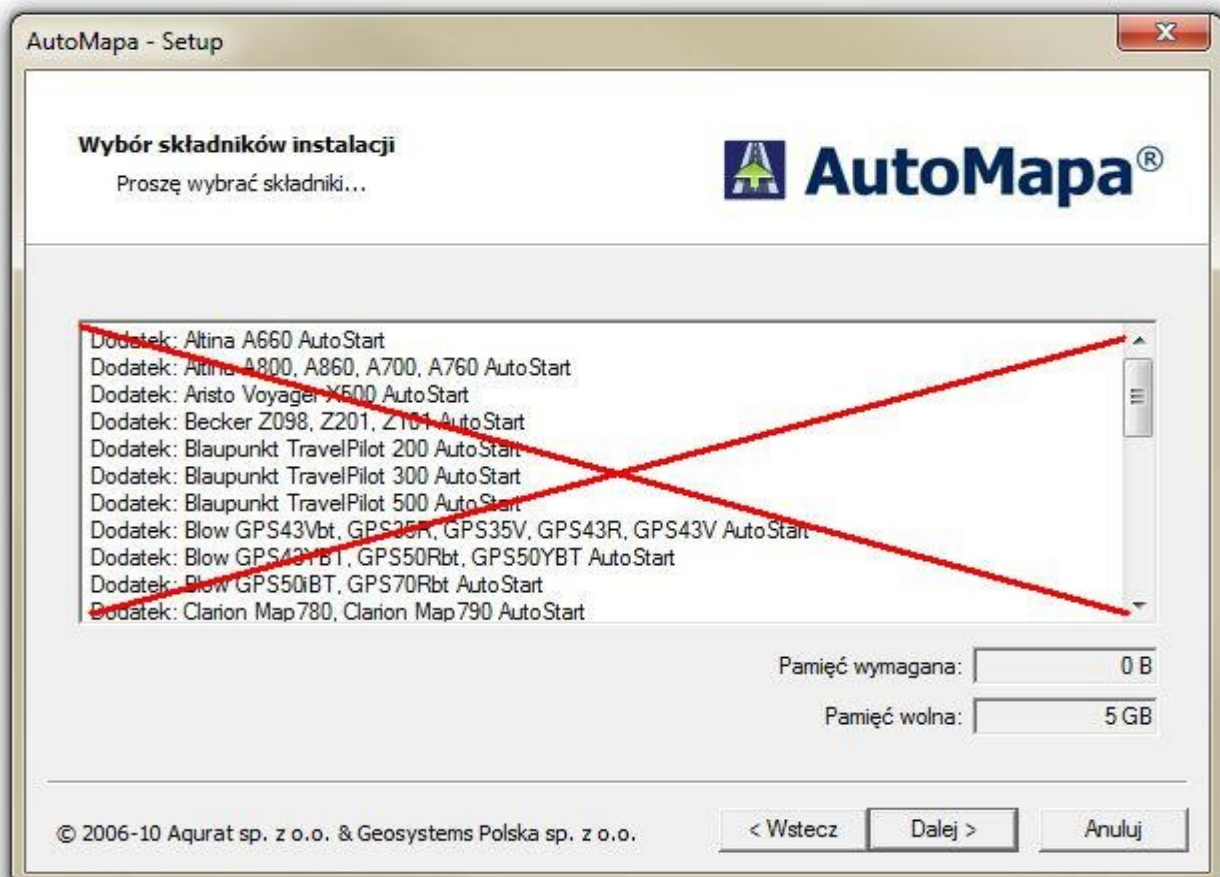 AutoMapa - Setup
Wybór składników instalacji
Proszę wybrać składniki...
AutoMapa®
Dodatek: Altina A660 AutoStart
Dodatek: Altina A800, A860, A700, A760 AutoStart
Dodatek: Aristo Voyager X500 AutoStart
Dodatek: Becker Z098, Z201, Z101 AutoStart
Dodatek: Blaupunkt TravelPilot 200 AutoStart
Dodatek: Blaupunkt TravelPilot 300 AutoStart
Dodatek: Blaupunkt TravelPilot 500 AutoStart
Dodatek: Blow GPS43Vbt, GPS35R, GPS35V, GPS43R, GPS43V AutoStart
Dodatek: Blow GPS43YBT, GPS50Rbt, GPS50YBT AutoStart
Dodatek: Blow GPS50iBT, GPS70Rbt AutoStart
Dodatek: Clarion Map780, Clarion Map790 AutoStart
Pamięć wymagana: 0 B
Pamięć wolna: 5 GB
© 2006-10 Aqurat sp. z o.o. & Geosystems Polska sp. z o.o.
< Wstecz Dalej > Anuluj